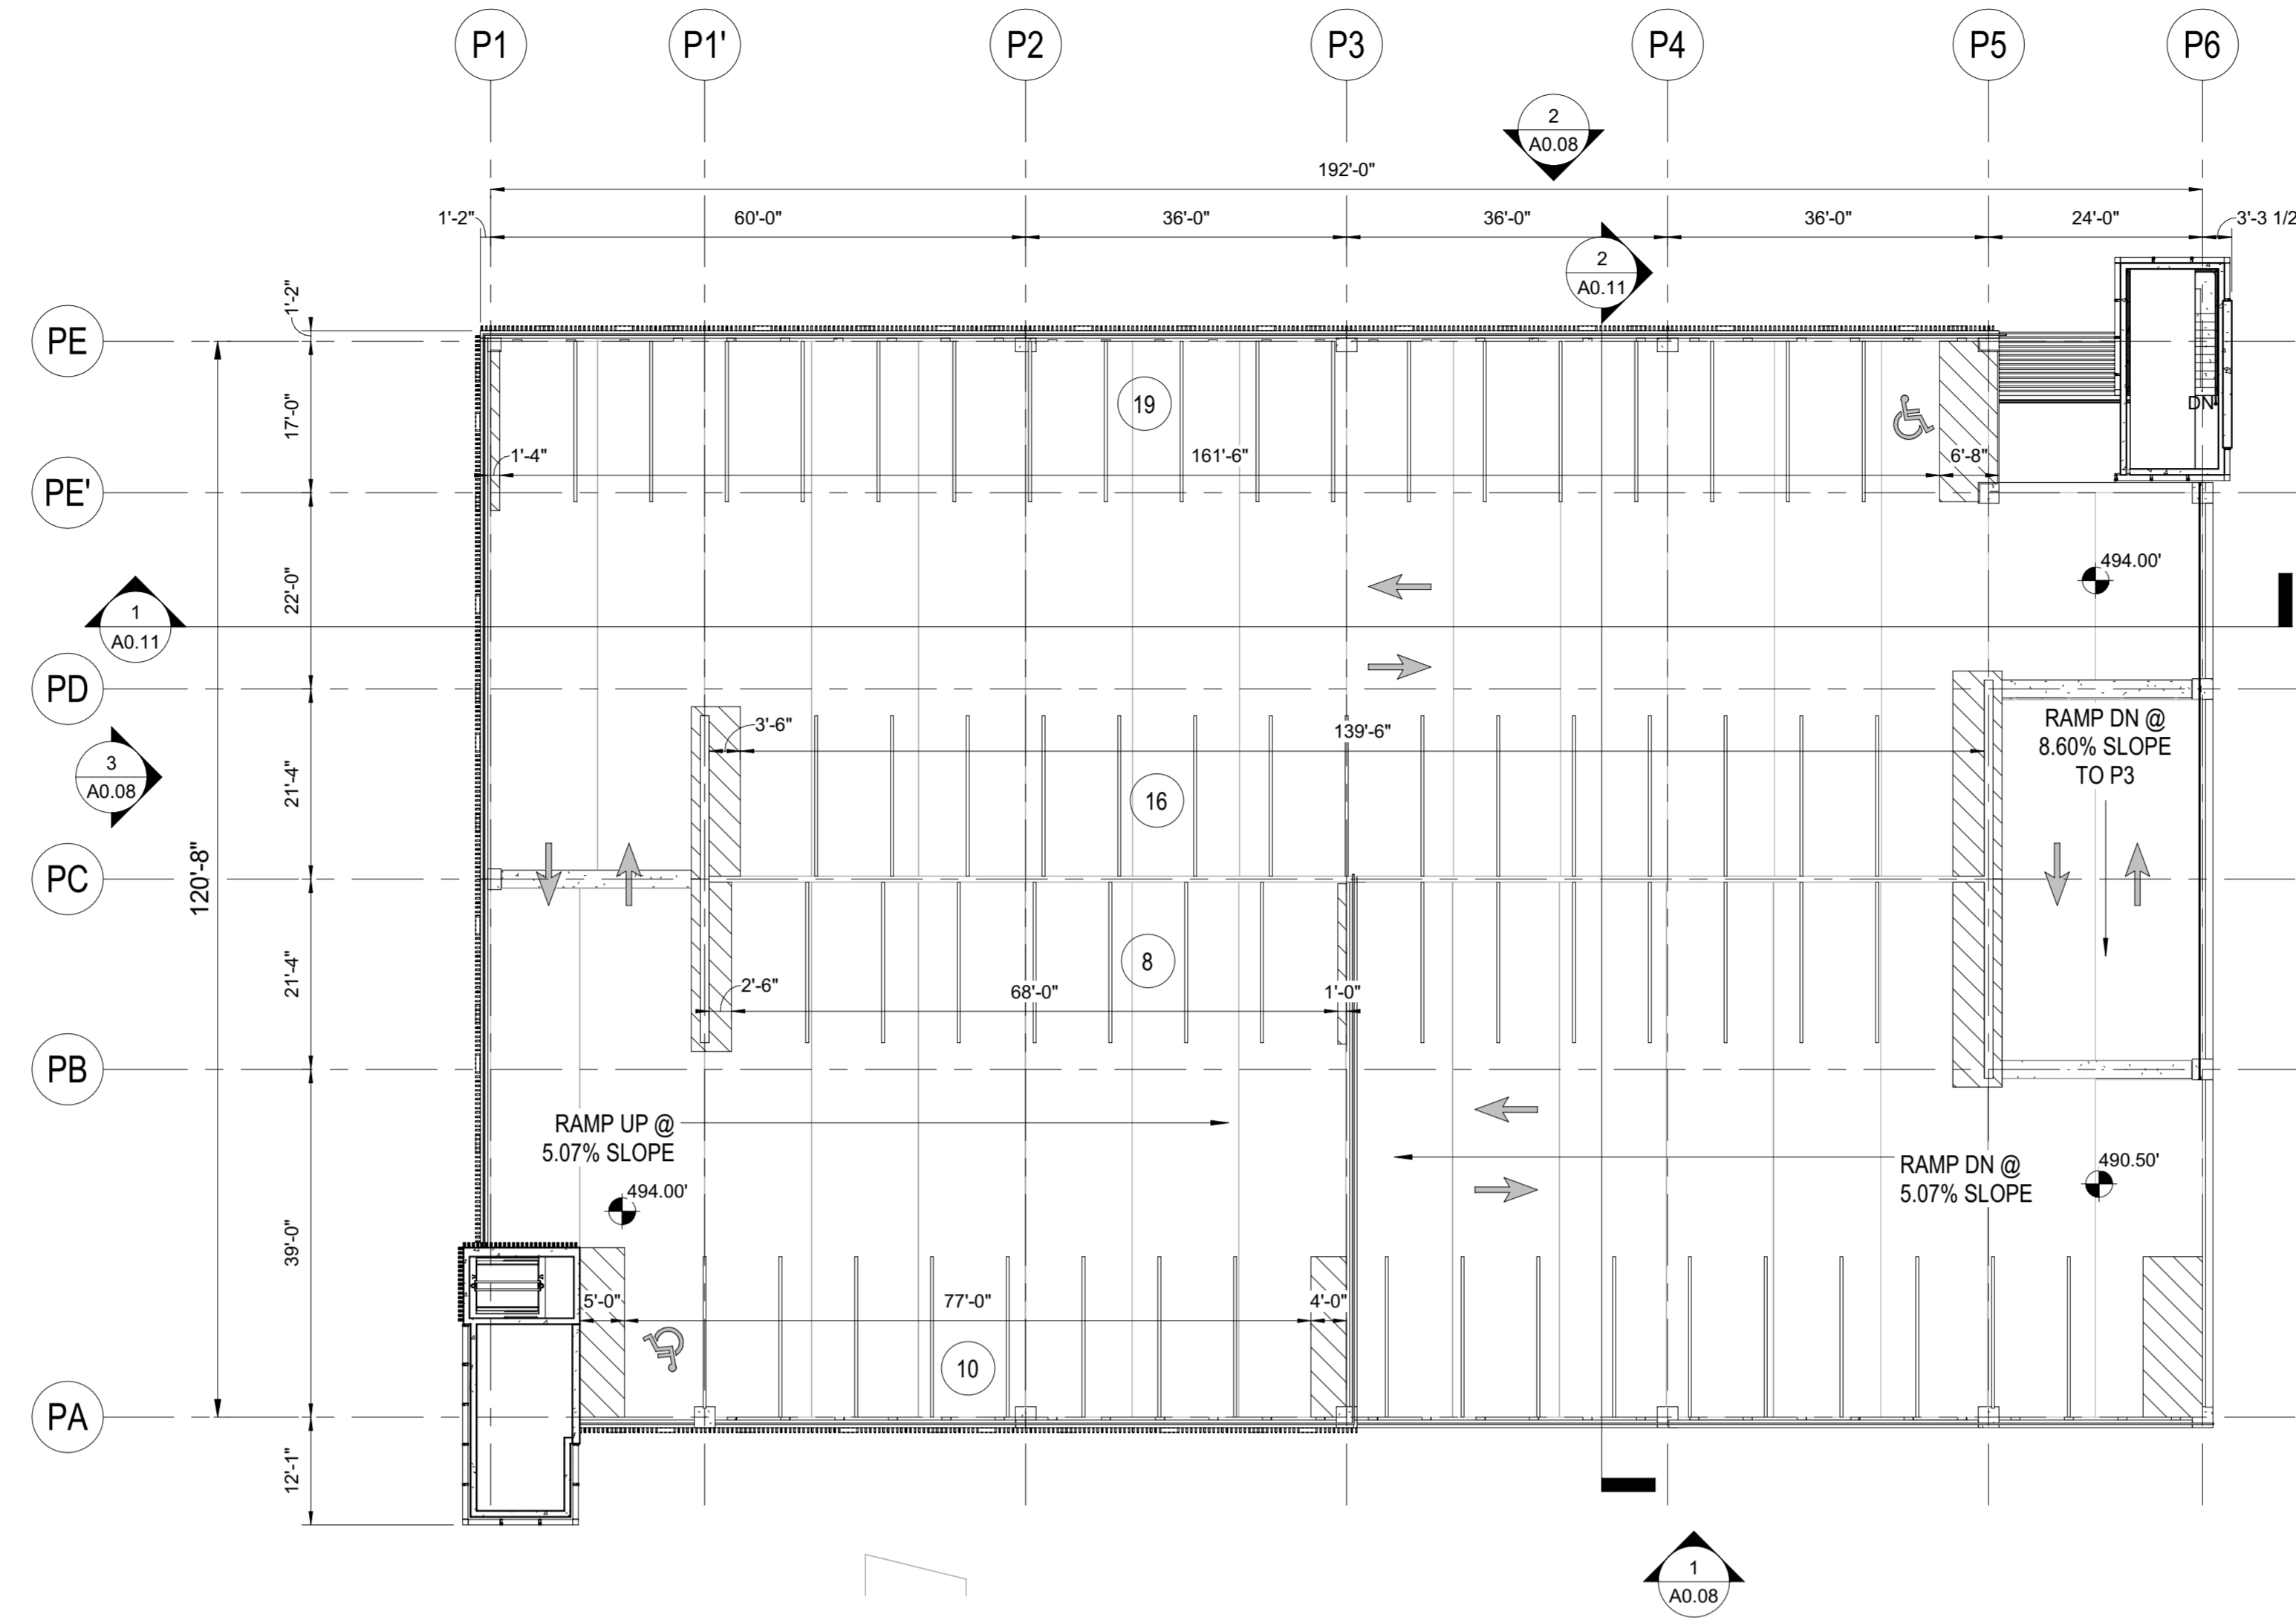 P1 P1' P2 P3 P4 P5 P6
2
A0.08
192'-0"
1'-2" 60'-0" 36'-0" 36'-0" 36'-0" 24'-0" 3'-3 1/2
2
A0.11
1'-2"
PE
DN
19
17'-0"
1'-4" 161'-6" 6'-8"
PE'
494.00'
22'-0"
1
A0.11
PD
3'-6" 139'-6"
RAMP DN @
8.60% SLOPE
TO P3
3
A0.08
21'-4"
16
120'-8"
PC
8
21'-4"
2'-6" 68'-0" 1'-0"
PB
RAMP UP @
5.07% SLOPE
494.00'
RAMP DN @
5.07% SLOPE
490.50'
39'-0"
5'-0" 77'-0" 4'-0"
10
PA
12'-1"
1
A0.08